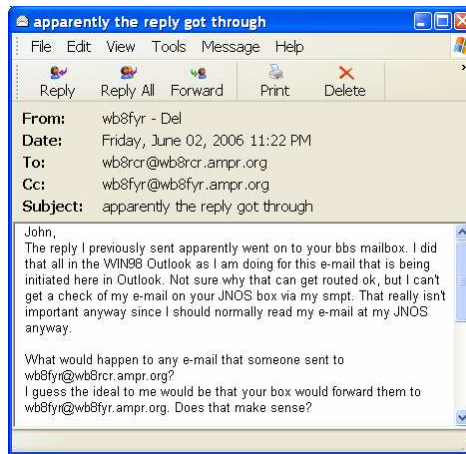 apparently the reply got through
File Edit View Tools Message Help
Reply Reply All Forward Print Delete
From: wb8fyr - Del
Date: Friday, June 02, 2006 11:22 PM
To: wb8rcr@wb8rcr.ampr.org
Cc: wb8fyr@wb8fyr.ampr.org
Subject: apparently the reply got through
John,
The reply I previously sent apparently went on to your bbs mailbox. I did
that all in the WIN98 Outlook as I am doing for this e-mail that is being
initiated here in Outlook. Not sure why that can get routed ok, but I can't
get a check of my e-mail on your JNOS box via my smpt. That really isn't
important anyway since I should normally read my e-mail at my JNOS
anyway.
What would happen to any e-mail that someone sent to
wb8fyr@wb8rcr.ampr.org?
I guess the ideal to me would be that your box would forward them to
wb8fyr@wb8fyr.ampr.org. Does that make sense?